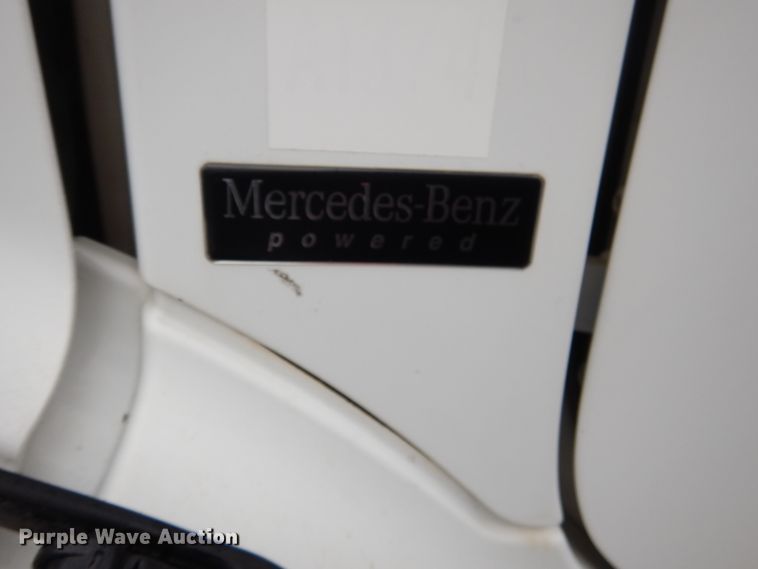 Mercedes-Benz
powered
Purple Wave Auction